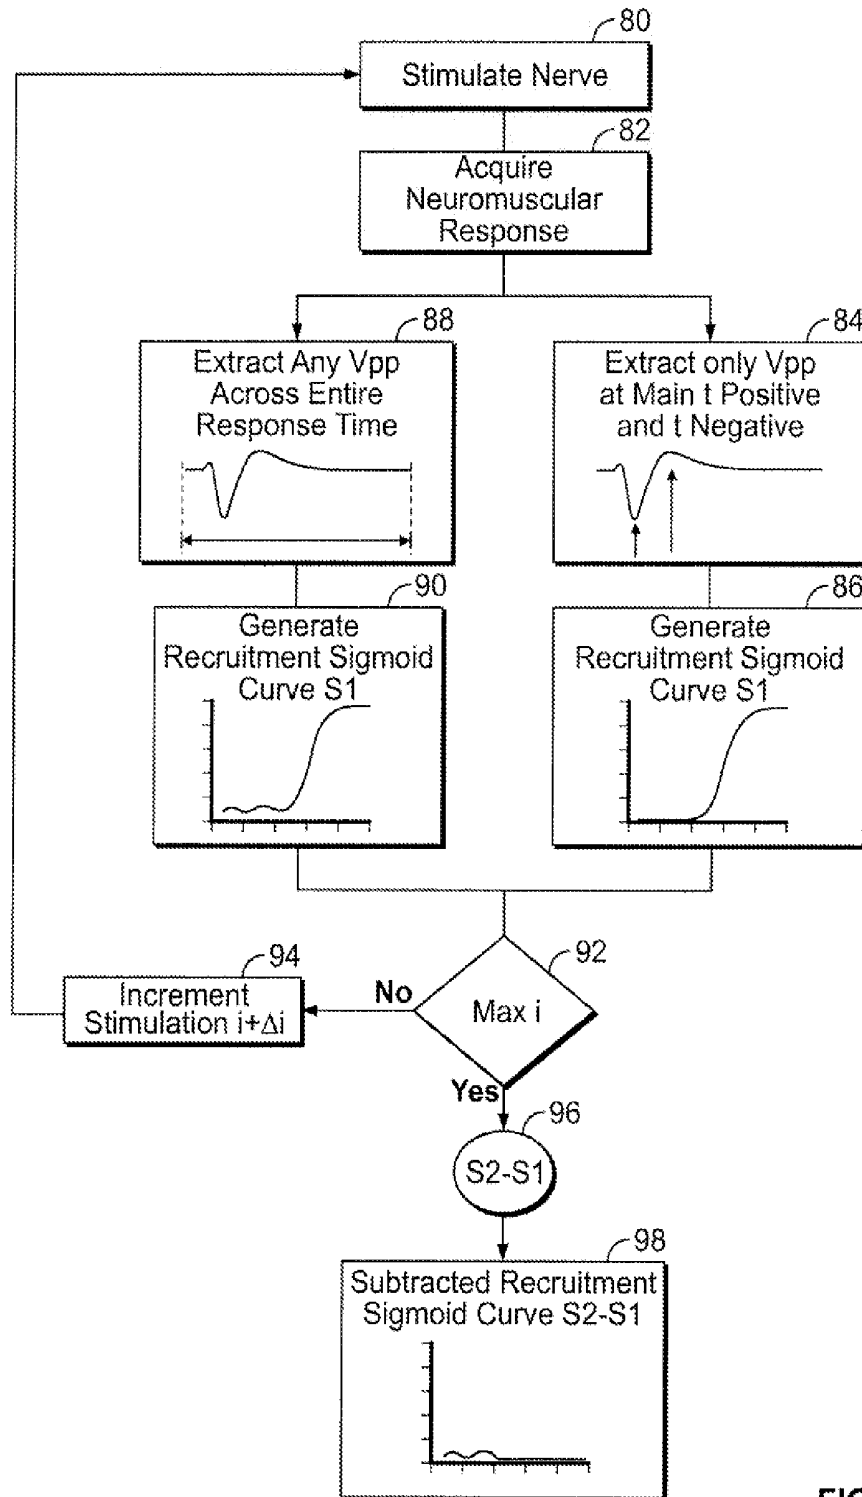 80
Stimulate Nerve
82
Acquire
Neuromuscular
Response
88
Extract Any Vpp
Across Entire
Response Time
84
Extract only Vpp
at Main t Positive
and t Negative
90
Generate
Recruitment Sigmoid
Curve S1
86
Generate
Recruitment Sigmoid
Curve S1
92
Max i
No
94
Increment
Stimulation i+Δi
Yes
96
S2-S1
98
Subtracted Recruitment
Sigmoid Curve S2-S1
FIG